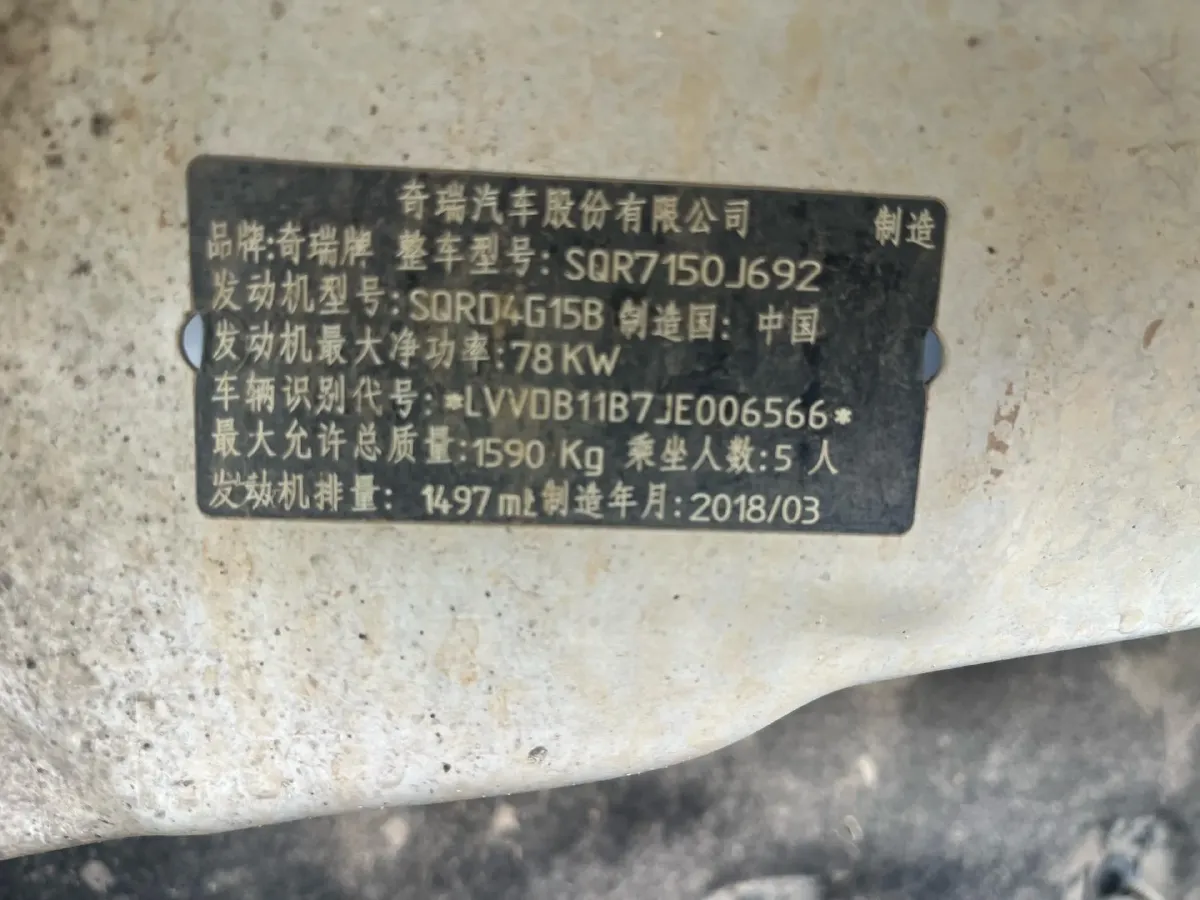 奇瑞汽车股份有限公司 制造
品牌:奇瑞牌 整车型号:SQR7150J692
发动机型号:SQRD4G15B 制造国:中国
发动机最大净功率:78KW
车辆识别代号:*LVVDB11B7JE006566*
最大允许总质量:1590 Kg 乘坐人数:5 人
发动机排量: 1497 mL 制造年月:2018/03